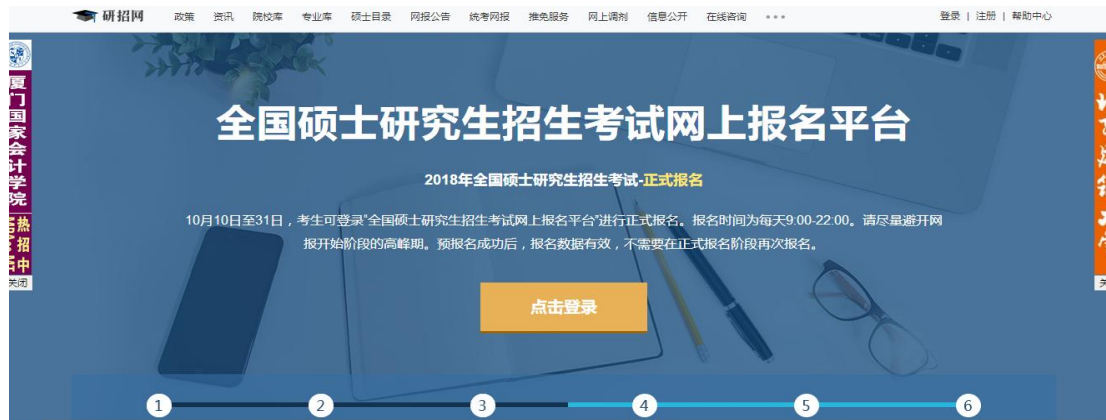 研招网
政策 资讯 院校库 专业库 硕士目录 网报公告 统考网报 推免服务 网上调剂 信息公开 在线咨询
登录 | 注册 | 帮助中心
全国硕士研究生招生考试网上报名平台
2018年全国硕士研究生招生考试-正式报名
10月10日至31日，考生可登录"全国硕士研究生招生考试网上报名平台"进行正式报名。报名时间为每天9:00-22:00。请尽量避开网
报开始阶段的高峰期。预报名成功后，报名数据有效，不需要在正式报名阶段再次报名。
点击登录
厦门国家会计学院
热招中
关闭
1 2 3 4 5 6